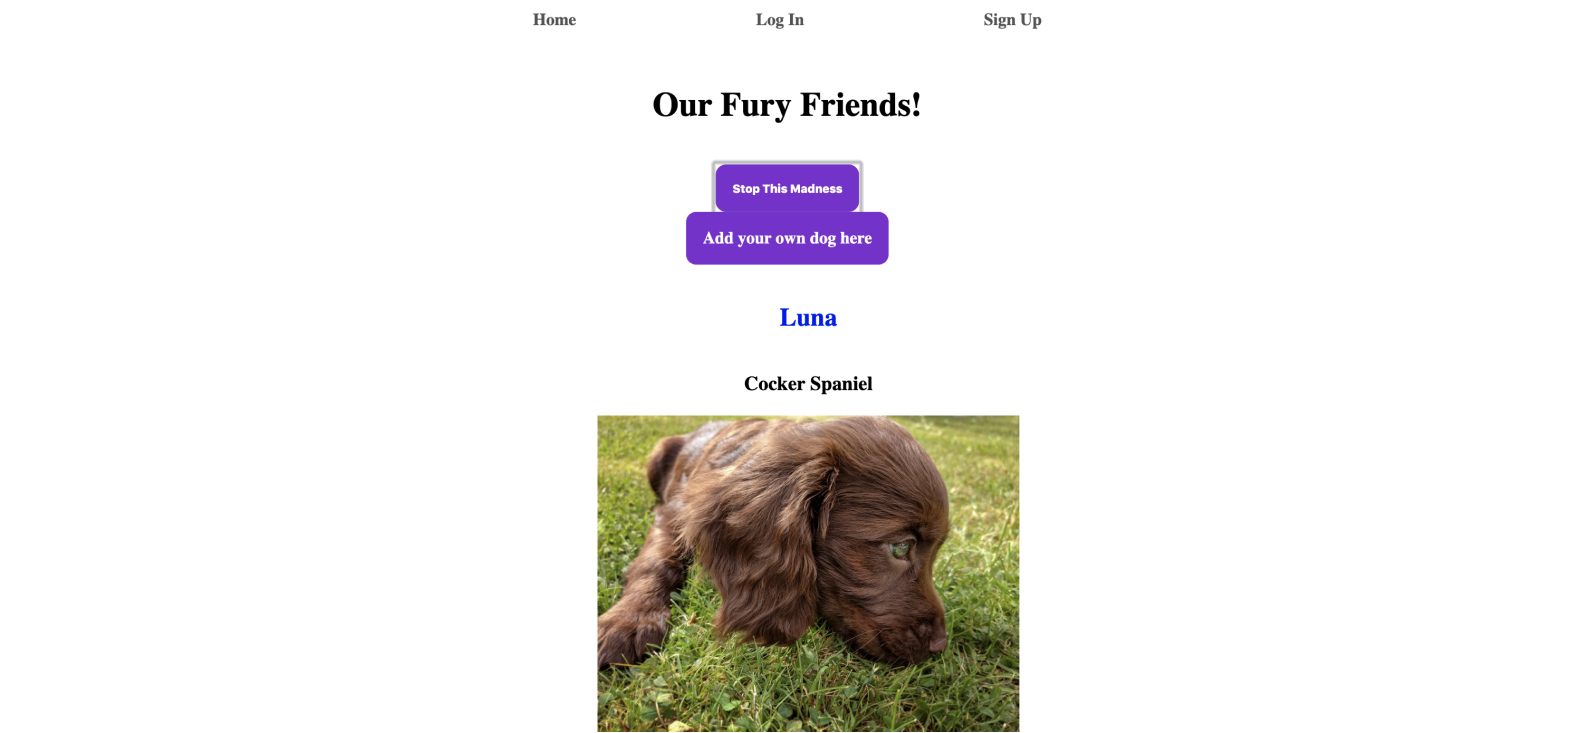 Home Log In Sign Up
Our Fury Friends!
Stop This Madness
Add your own dog here
Luna
Cocker Spaniel